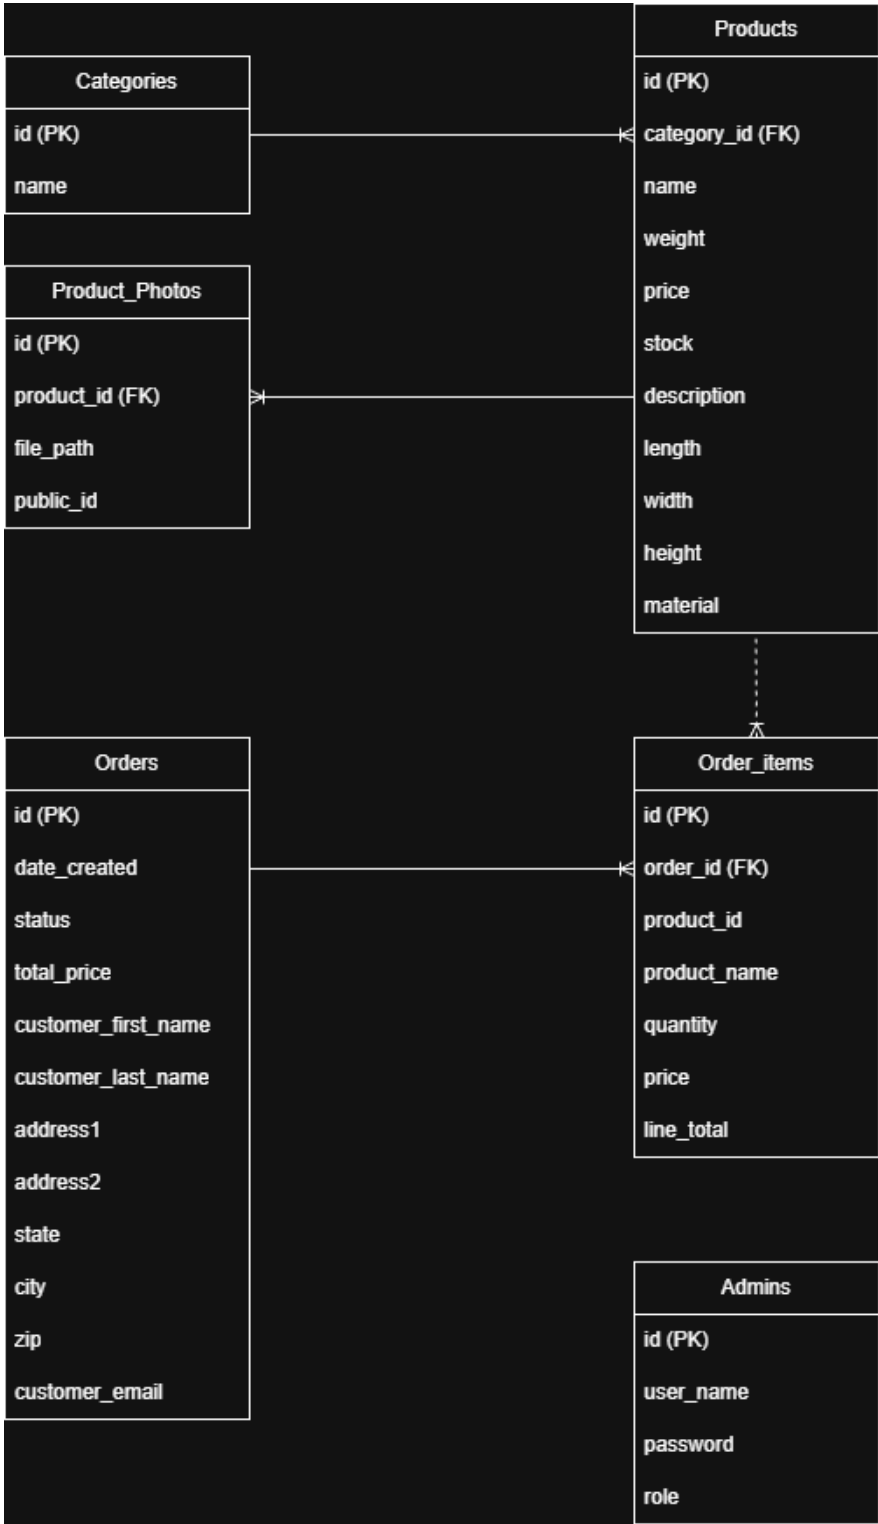 Categories
id (PK)
name
Products
id (PK)
category_id (FK)
name
weight
price
stock
description
length
width
height
material
Product_Photos
id (PK)
product_id (FK)
file_path
public_id
Orders
id (PK)
date_created
status
total_price
customer_first_name
customer_last_name
address1
address2
state
city
zip
customer_email
Order_items
id (PK)
order_id (FK)
product_id
product_name
quantity
price
line_total
Admins
id (PK)
user_name
password
role